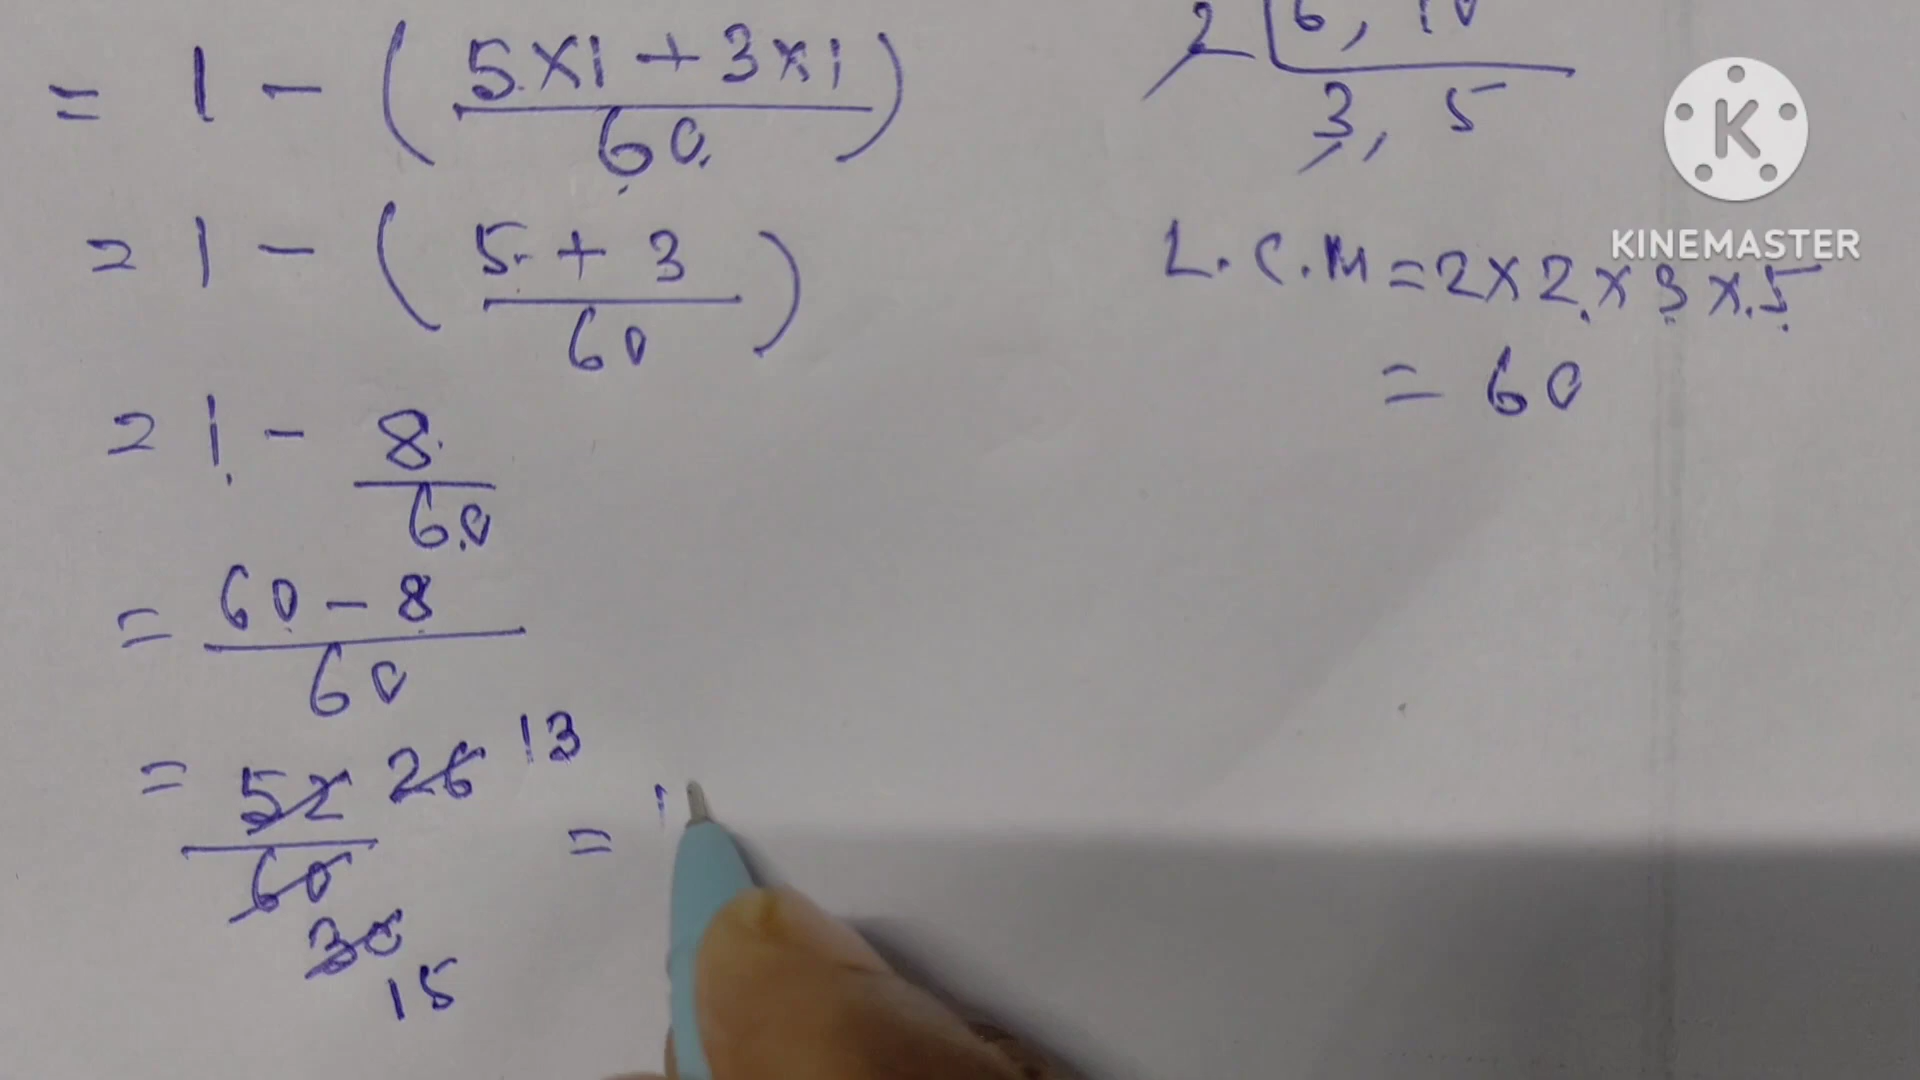 = 1 - ( 5×1 + 3×1 / 60 )
= 1 - ( 5 + 3 / 60 )
= 1 - 8 / 60
= 60 - 8 / 60
= 52 26 13
60
30
15
= 1
2 | 6, 10
3, 5
L.C.M = 2×2×3×5
= 60
K
KINEMASTER